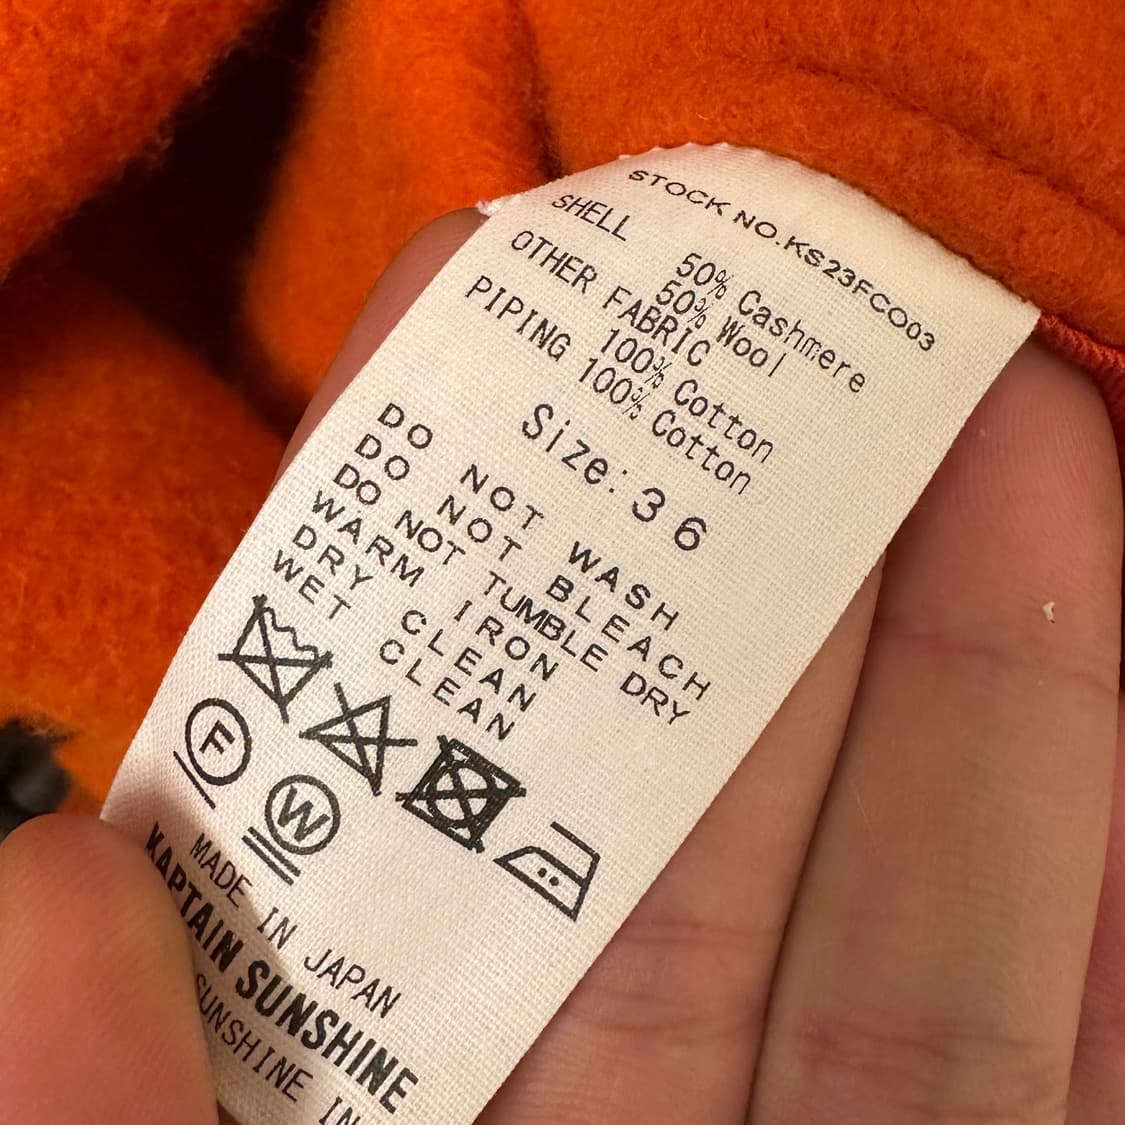 STOCK NO.KS23FCO03
SHELL
50% Cashmere
50% Wool
OTHER FABRIC
100% Cotton
PIPING 100% Cotton
Size:36
DO NOT WASH
DO NOT BLEACH
DO NOT TUMBLE DRY
WARM IRON
DRY CLEAN
WET CLEAN
F
W
MADE IN JAPAN
KAPTAIN SUNSHINE
SUNSHINE IN